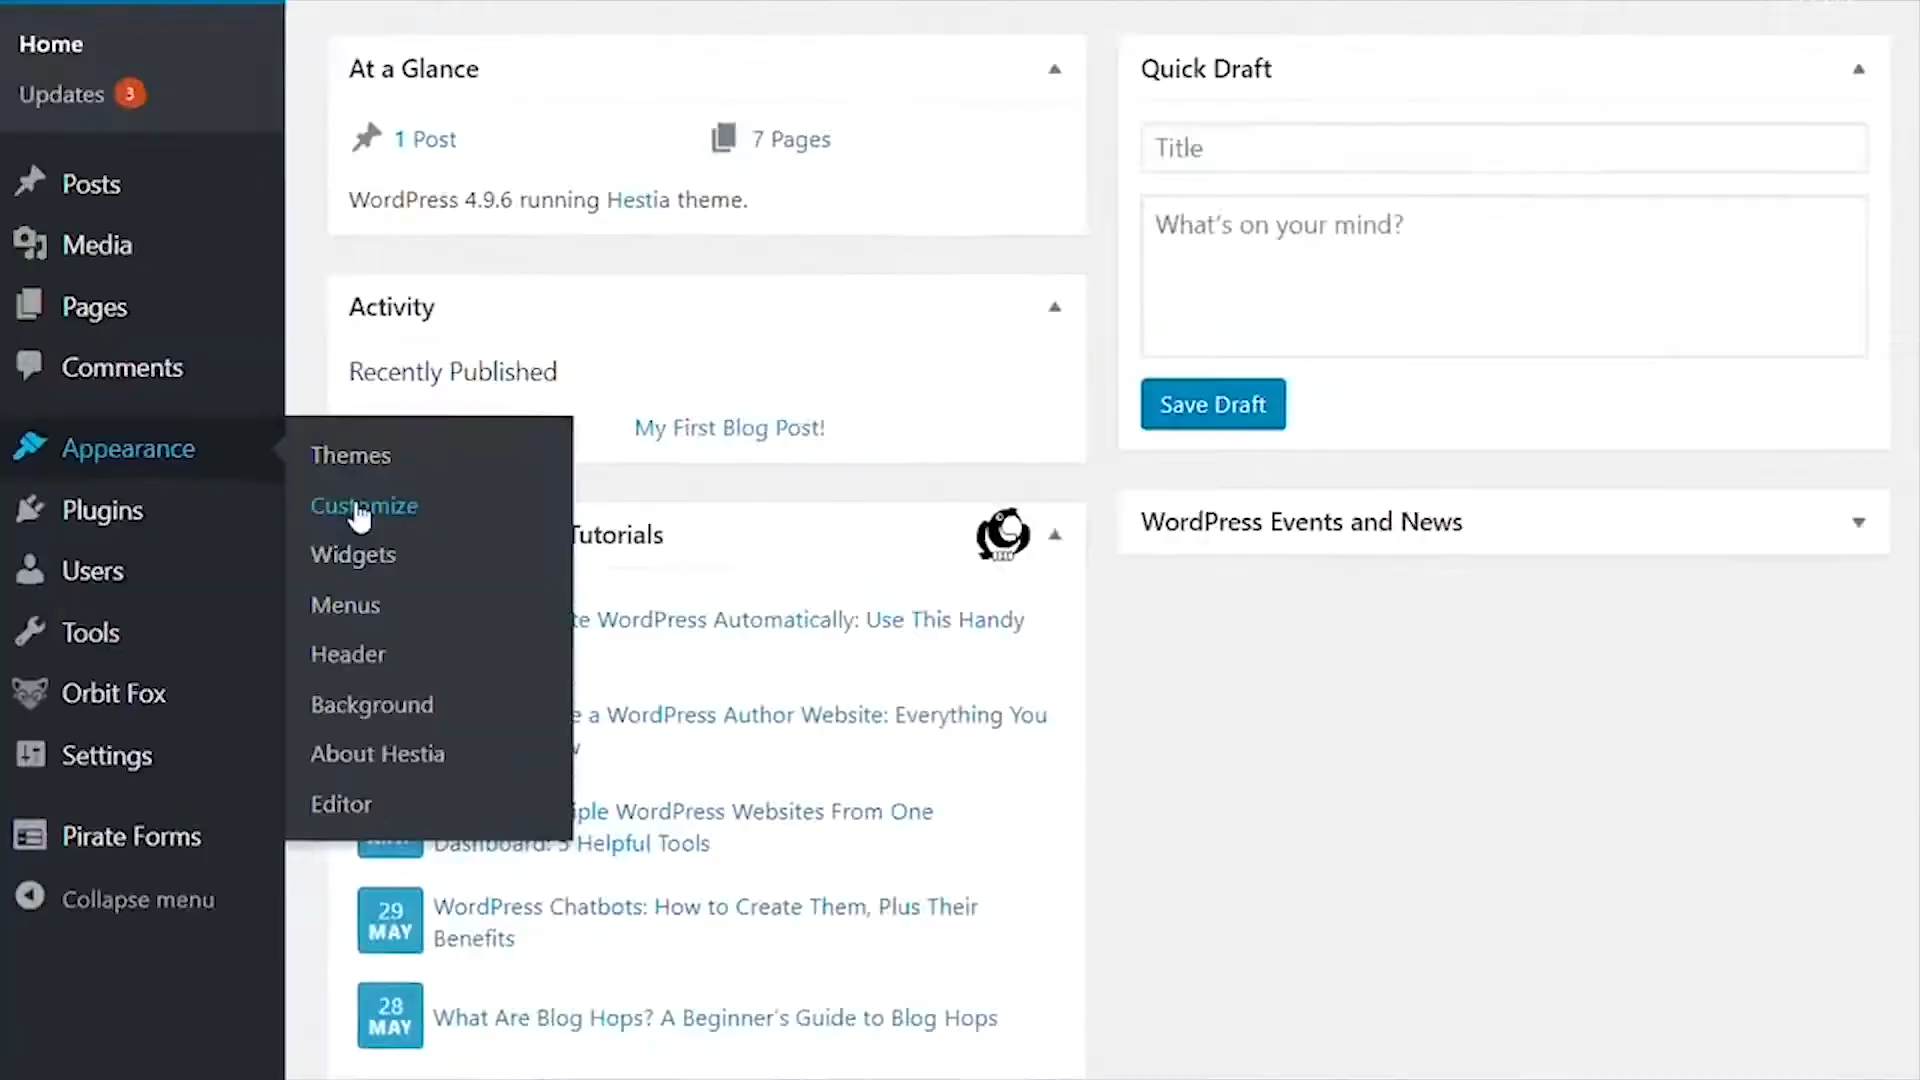 Home
Updates 3
Posts
Media
Pages
Comments
Appearance
Plugins
Users
Tools
Orbit Fox
Settings
Pirate Forms
Collapse menu
Themes
Customize
Widgets
Menus
Header
Background
About Hestia
Editor
At a Glance
1 Post
7 Pages
WordPress 4.9.6 running Hestia theme.
Activity
Recently Published
My First Blog Post!
Tutorials
WordPress Automatically: Use This Handy
a WordPress Author Website: Everything You
WordPress Websites From One
Dashboard: 5 Helpful Tools
29
MAY
WordPress Chatbots: How to Create Them, Plus Their
Benefits
28
MAY
What Are Blog Hops? A Beginner's Guide to Blog Hops
Quick Draft
Title
What's on your mind?
Save Draft
WordPress Events and News